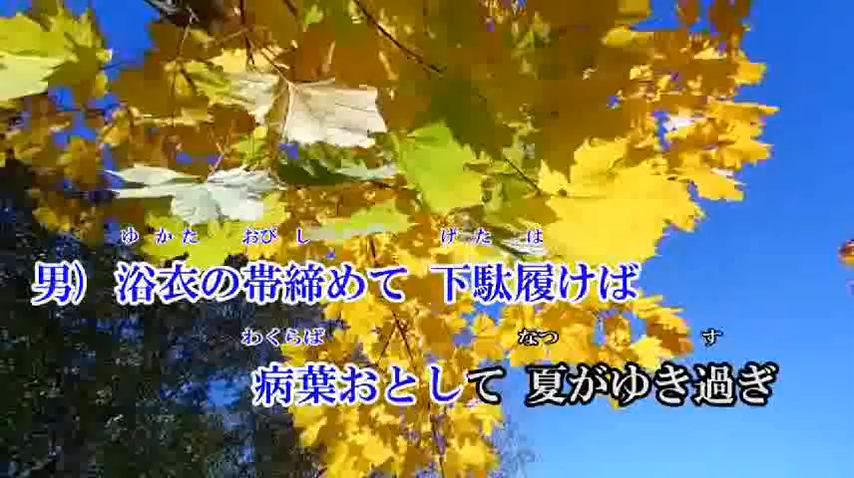 ゆかた おびし げたは
男）浴衣の帯締めて 下駄履けば
わくらば なつ す
病葉おとして 夏がゆき過ぎ